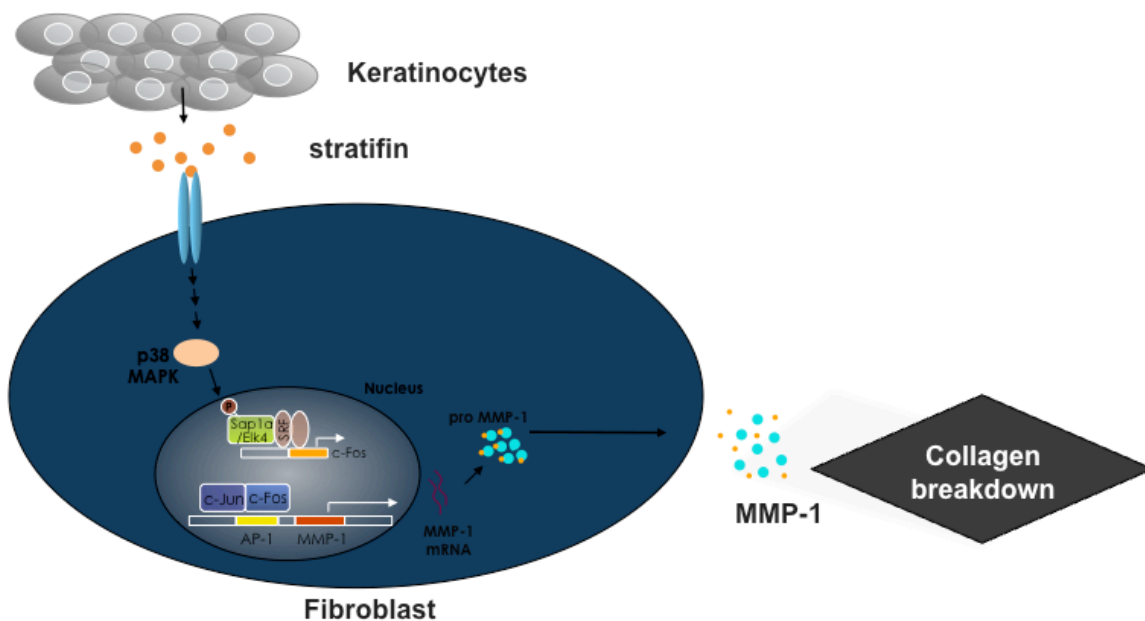 Keratinocytes
stratifin
p38
MAPK
Nucleus
P
Sap1a
/Elk4
SRF
c-Fos
pro MMP-1
c-Jun
c-Fos
AP-1
MMP-1
MMP-1
mRNA
MMP-1
Collagen
breakdown
Fibroblast